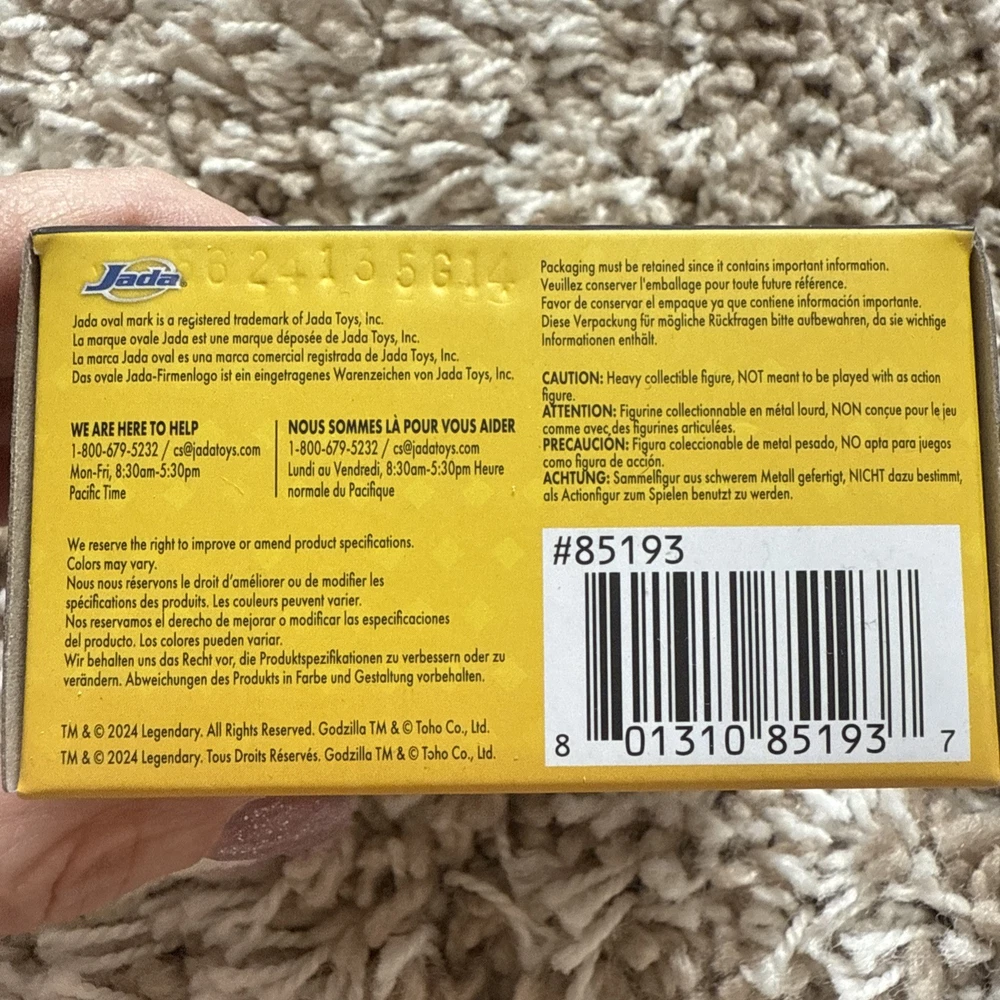 Jada
Jada oval mark is a registered trademark of Jada Toys, Inc.
La marque ovale Jada est une marque déposée de Jada Toys, Inc.
La marca Jada oval es una marca comercial registrada de Jada Toys, Inc.
Das ovale Jada-Firmenlogo ist ein eingetragenes Warenzeichen von Jada Toys, Inc.
WE ARE HERE TO HELP
1-800-679-5232 / cs@jadatoys.com
Mon-Fri, 8:30am-5:30pm
Pacific Time
NOUS SOMMES LÀ POUR VOUS AIDER
1-800-679-5232 / cs@jadatoys.com
Lundi au Vendredi, 8:30am-5:30pm Heure
normale du Pacifique
We reserve the right to improve or amend product specifications.
Colors may vary.
Nous nous réservons le droit d'améliorer ou de modifier les
spécifications des produits. Les couleurs peuvent varier.
Nos reservamos el derecho de mejorar o modificar las especificaciones
del producto. Los colores pueden variar.
Wir behalten uns das Recht vor, die Produktspezifikationen zu verbessern oder zu
verändern. Abweichungen des Produkts in Farbe und Gestaltung vorbehalten.
TM & © 2024 Legendary. All Rights Reserved. Godzilla TM & © Toho Co., Ltd.
TM & © 2024 Legendary. Tous Droits Réservés. Godzilla TM & © Toho Co., Ltd.
Packaging must be retained since it contains important information.
Veuillez conserver l'emballage pour toute future référence.
Favor de conservar el empaque ya que contiene información importante.
Diese Verpackung für mögliche Rückfragen bitte aufbewahren, da sie wichtige
Informationen enthält.
CAUTION: Heavy collectible figure, NOT meant to be played with as action
figure.
ATTENTION: Figurine collectionnable en métal lourd, NON conçue pour le jeu
comme avec des figurines articulées.
PRECAUCIÓN: Figura coleccionable de metal pesado, NO apta para juegos
como figura de acción.
ACHTUNG: Sammelfigur aus schwerem Metall gefertigt, NICHT dazu bestimmt,
als Actionfigur zum Spielen benutzt zu werden.
#85193
8 01310 85193 7